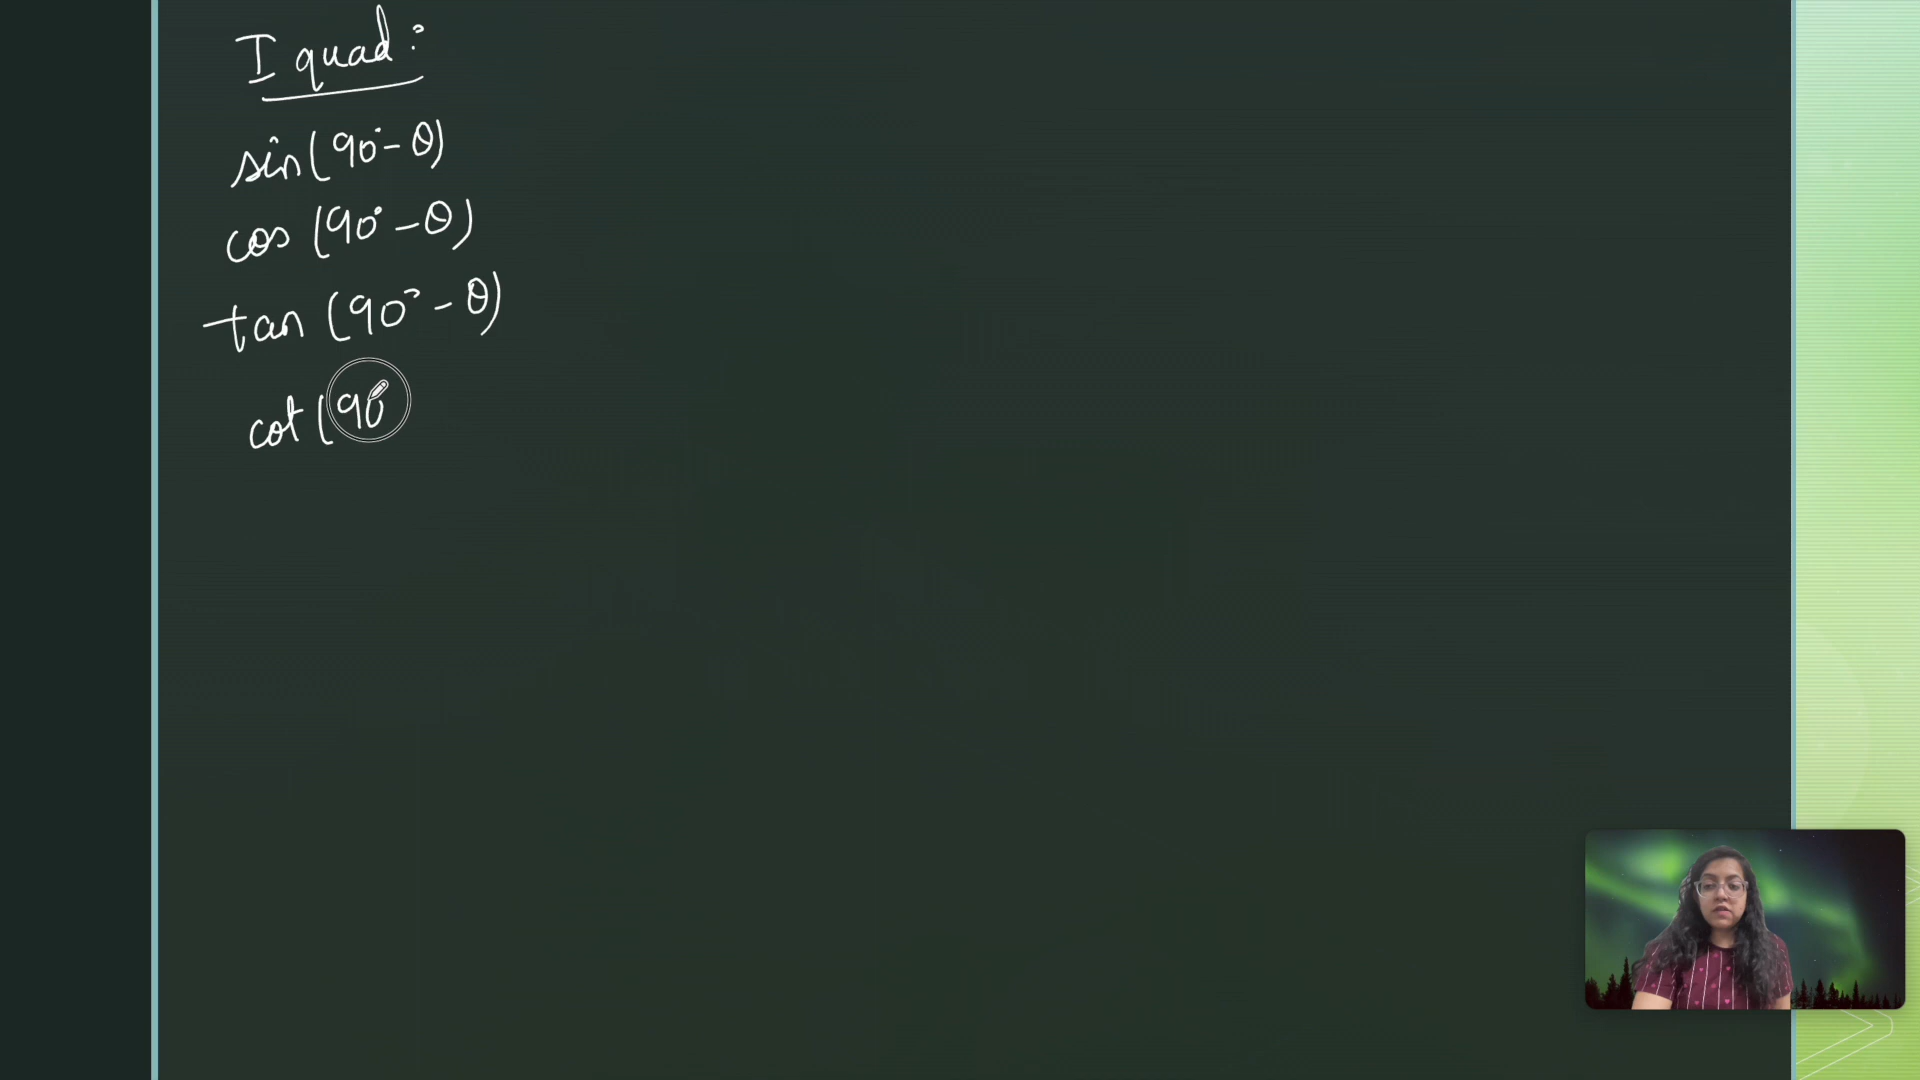 I quad:
sin(90°-θ)
cos (90° -θ)
tan (90° - θ)
cot (90